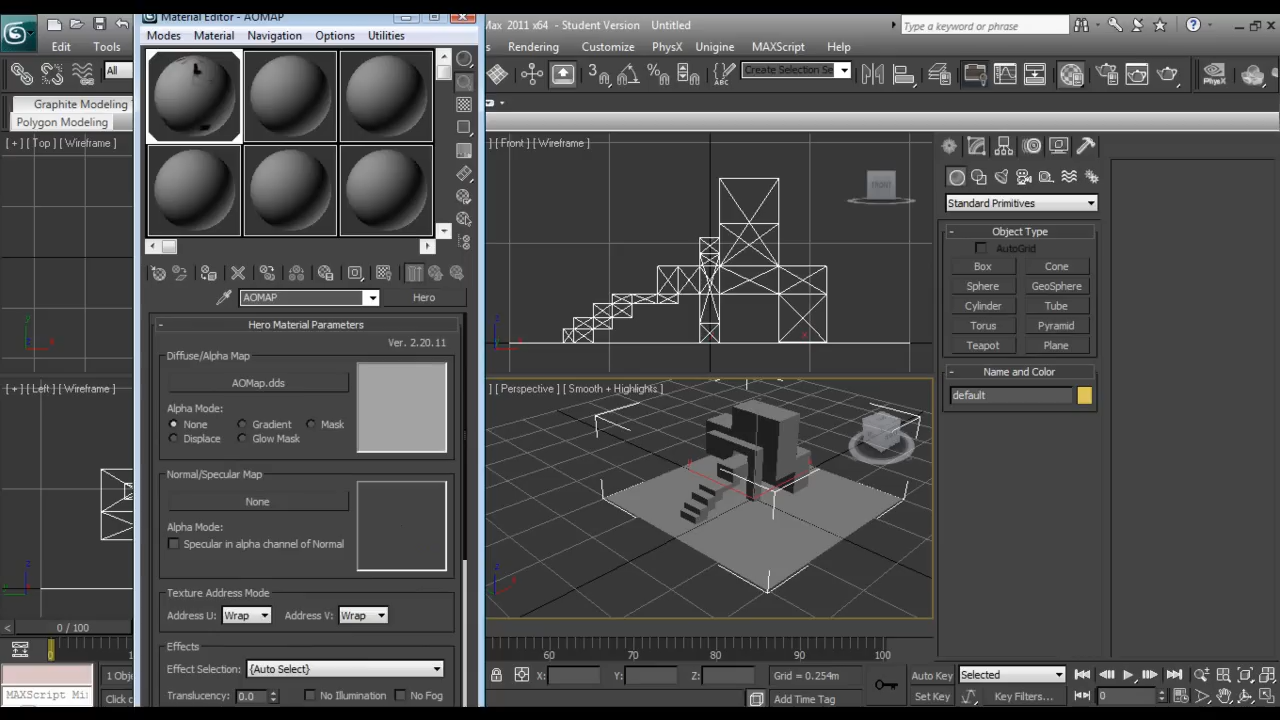 Material Editor - AOMAP
Max 2011 x64 - Student Version Untitled
Type a keyword or phrase
Edit Tools
Modes Material Navigation Options Utilities
Rendering Customize PhysX Unigine MAXScript Help
All
Create Selection Se
PhysX
Graphite Modeling
Polygon Modeling
[ + ] [ Top ] [ Wireframe ]
] [ Front ] [ Wireframe ]
FRONT
Standard Primitives
- Object Type
AutoGrid
Box Cone
Sphere GeoSphere
Cylinder Tube
Torus Pyramid
Teapot Plane
- Name and Color
default
AOMAP Hero
- Hero Material Parameters
Ver. 2.20.11
Diffuse/Alpha Map
AOMap.dds
Alpha Mode:
None Gradient Mask
Displace Glow Mask
Normal/Specular Map
None
Alpha Mode:
Specular in alpha channel of Normal
Texture Address Mode
Address U: Wrap Address V: Wrap
Effects
Effect Selection: {Auto Select}
Translucency: 0.0 No Illumination No Fog
[ + ] [ Left ] [ Wireframe ]
] [ Perspective ] [ Smooth + Highlights ]
< 0 / 100
0 60 70 80 90 100
MAXScript Mi
1 Obje
Click o
X: Y: Z: Grid = 0.254m
Add Time Tag
Auto Key Selected
Set Key Key Filters...
0